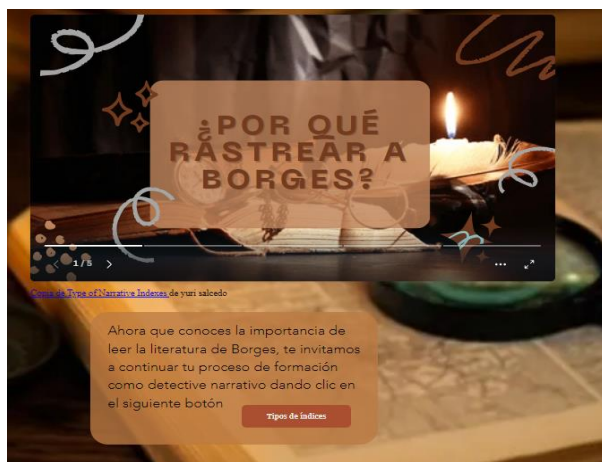 ¿POR QUÉ
RASTREAR A
BORGES?
1/5
Copia de Type of Narrative Indexes de yuri salcedo
Ahora que conoces la importancia de
leer la literatura de Borges, te invitamos
a continuar tu proceso de formación
como detective narrativo dando clic en
el siguiente botón
Tipos de índices